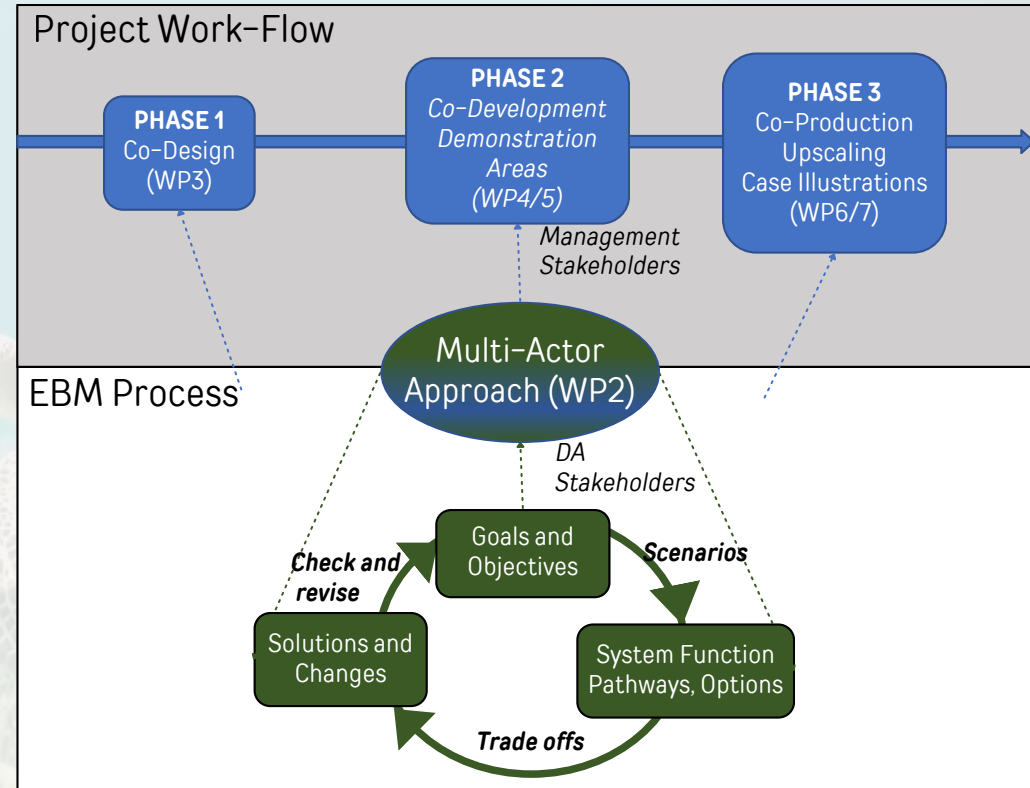 Project Work-Flow
PHASE 1
Co-Design
(WP3)
PHASE 2
Co-Development
Demonstration
Areas
(WP4/5)
PHASE 3
Co-Production
Upscaling
Case Illustrations
(WP6/7)
Management
Stakeholders
Multi-Actor
Approach (WP2)
EBM Process
DA
Stakeholders
Goals and
Objectives
Check and
revise
Scenarios
Solutions and
Changes
System Function
Pathways, Options
Trade offs